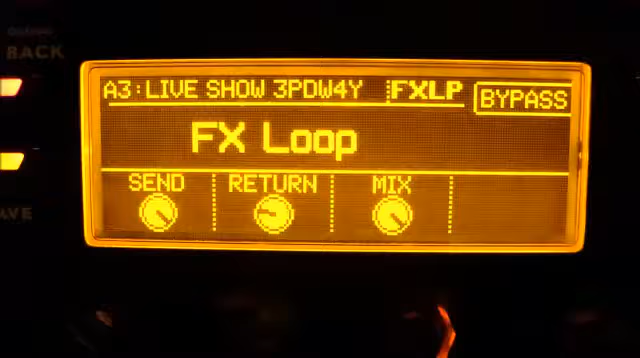 BACK
A3:LIVE SHOW 3PDW4Y FXLP BYPASS
FX Loop
SEND RETURN MIX